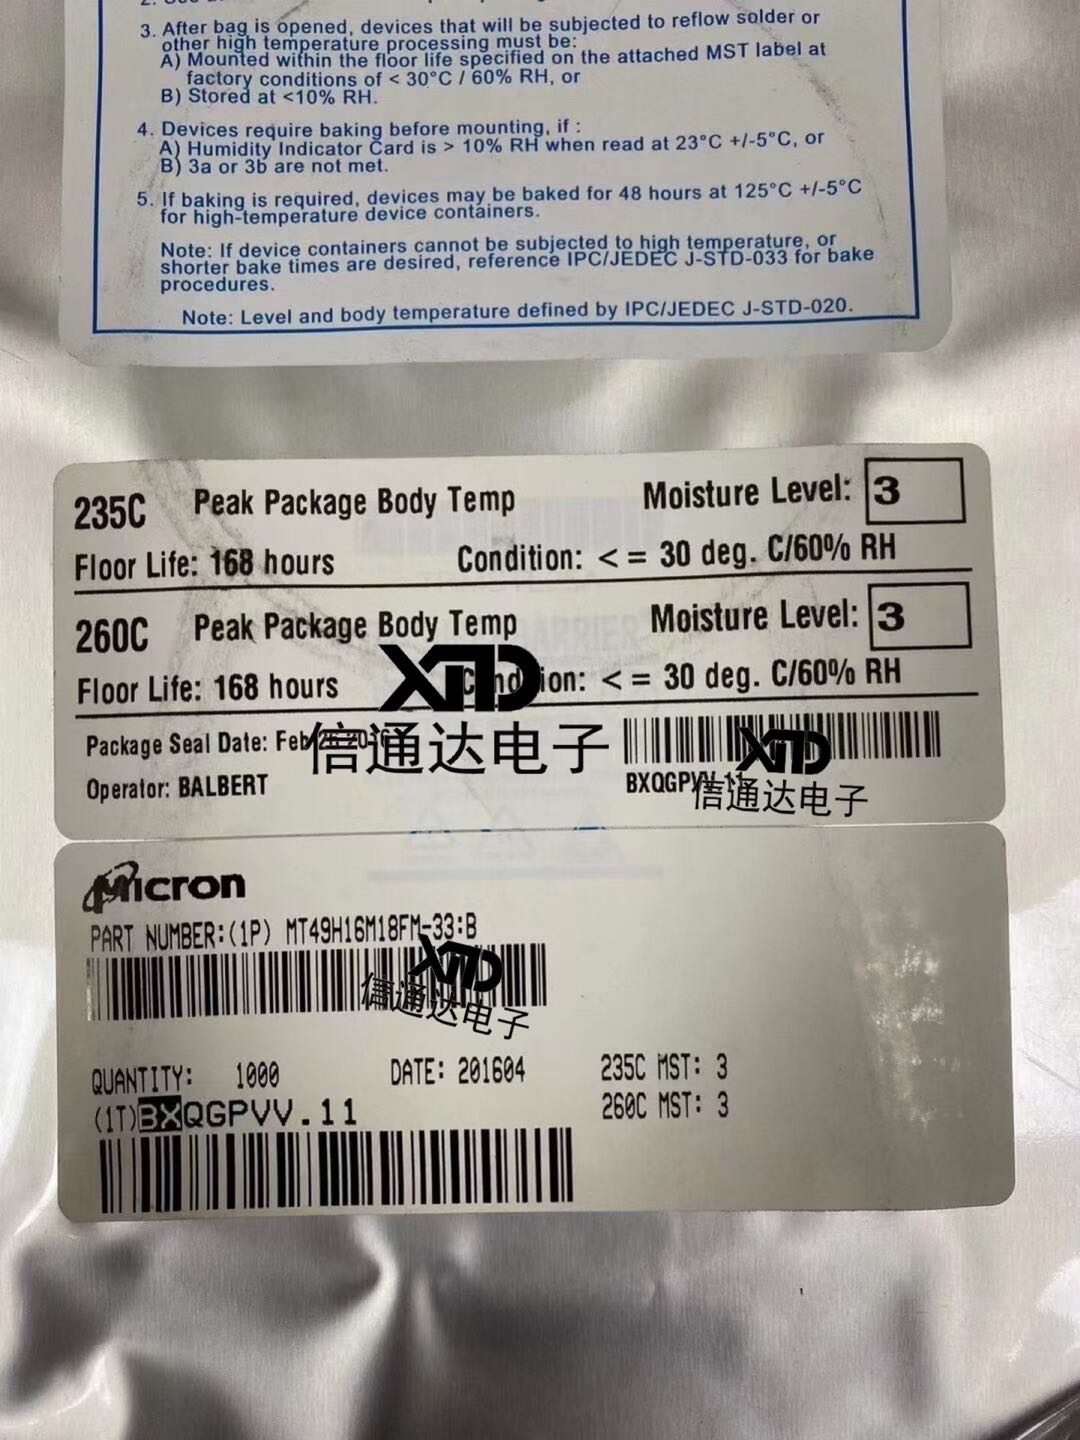 3. After bag is opened, devices that will be subjected to reflow solder or
other high temperature processing must be:
A) Mounted within the floor life specified on the attached MST label at
factory conditions of < 30°C / 60% RH, or
B) Stored at <10% RH.
4. Devices require baking before mounting, if :
A) Humidity Indicator Card is > 10% RH when read at 23°C +/-5°C, or
B) 3a or 3b are not met.
5. If baking is required, devices may be baked for 48 hours at 125°C +/-5°C
for high-temperature device containers.
Note: If device containers cannot be subjected to high temperature, or
shorter bake times are desired, reference IPC/JEDEC J-STD-033 for bake
procedures.
Note: Level and body temperature defined by IPC/JEDEC J-STD-020.
235C Peak Package Body Temp Moisture Level: 3
Floor Life: 168 hours Condition: <= 30 deg. C/60% RH
260C Peak Package Body Temp Moisture Level: 3
Floor Life: 168 hours Condition: <= 30 deg. C/60% RH
XTD
信通达电子
Package Seal Date: Feb
Operator: BALBERT
BXQGPVV.11
XTD
信通达电子
Micron
PART NUMBER:(1P) MT49H16M18FM-33:B
XTD
信通达电子
QUANTITY: 1000 DATE: 201604 235C MST: 3
260C MST: 3
(1T)BXQGPVV.11